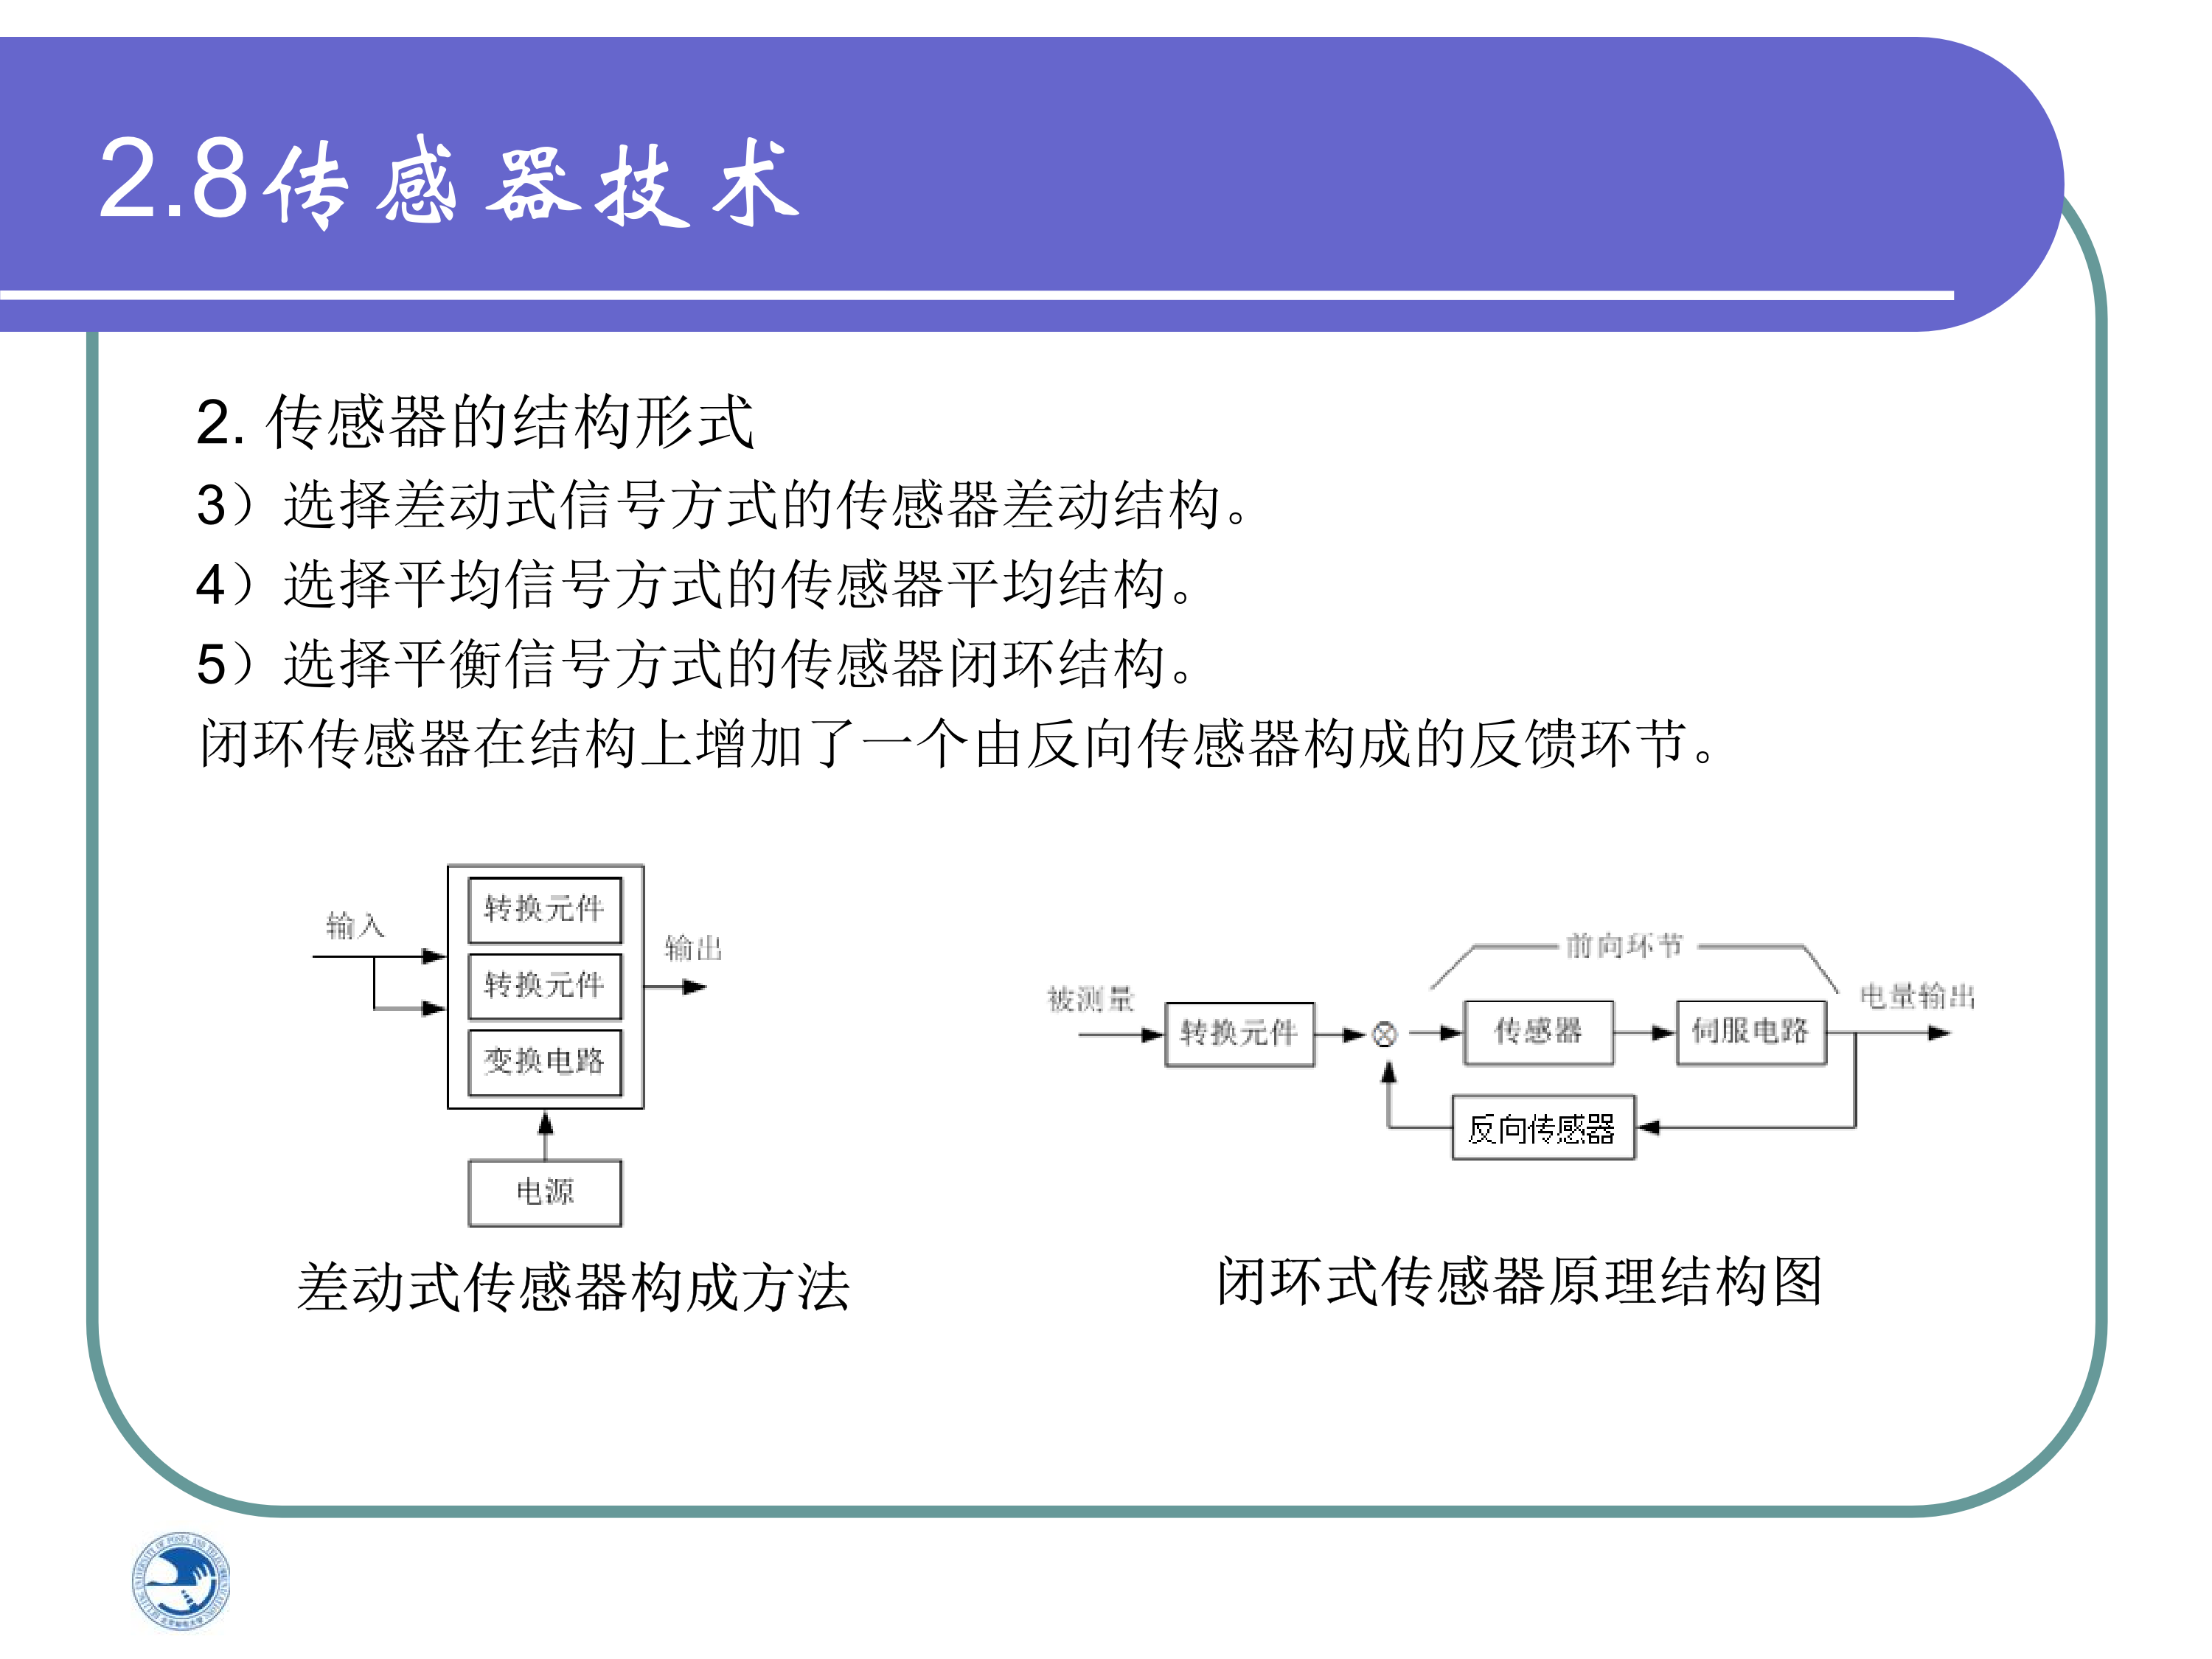 2.8传感器技术
2. 传感器的结构形式
3）选择差动式信号方式的传感器差动结构。
4）选择平均信号方式的传感器平均结构。
5）选择平衡信号方式的传感器闭环结构。
闭环传感器在结构上增加了一个由反向传感器构成的反馈环节。
输入
转换元件
转换元件
变换电路
输出
电源
差动式传感器构成方法
前向环节
被测量
转换元件
传感器
伺服电路
电量输出
反向传感器
闭环式传感器原理结构图